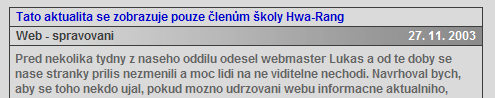 Tato aktualita se zobrazuje pouze členům školy Hwa-Rang
Web - spravovani 27. 11. 2003
Pred nekolika tydny z naseho oddilu odesel webmaster Lukas a od te doby se
nase stranky prilis nezmenili a moc lidi na ne viditelne nechodi. Navrhoval bych,
aby se toho nekdo ujal, pokud mozno udrzovani webu informacne aktualniho,